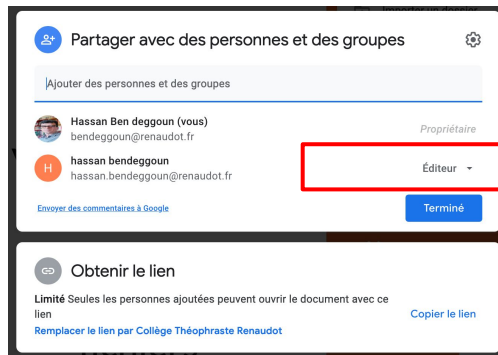 Importer un dossier
Partager avec des personnes et des groupes
Ajouter des personnes et des groupes
Hassan Ben deggoun (vous)
bendeggoun@renaudot.fr
Propriétaire
H
hassan bendeggoun
hassan.bendeggoun@renaudot.fr
Éditeur
Envoyer des commentaires à Google
Terminé
Obtenir le lien
Limité Seules les personnes ajoutées peuvent ouvrir le document avec ce
lien
Copier le lien
Remplacer le lien par Collège Théophraste Renaudot